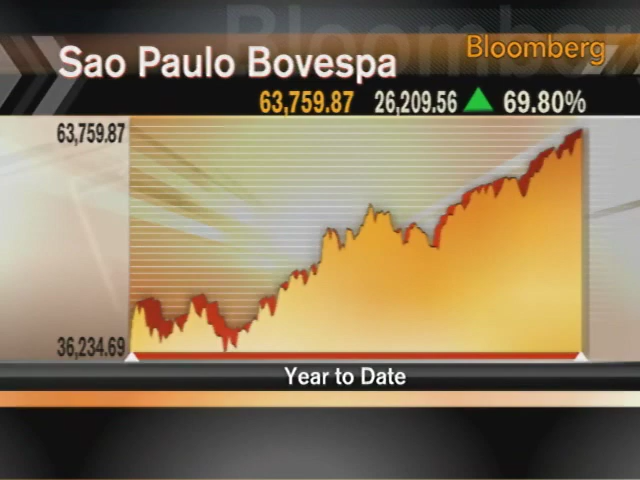 Bloomberg
Sao Paulo Bovespa
Bloomberg
63,759.87 26,209.56 69.80%
63,759.87
36,234.69
Year to Date